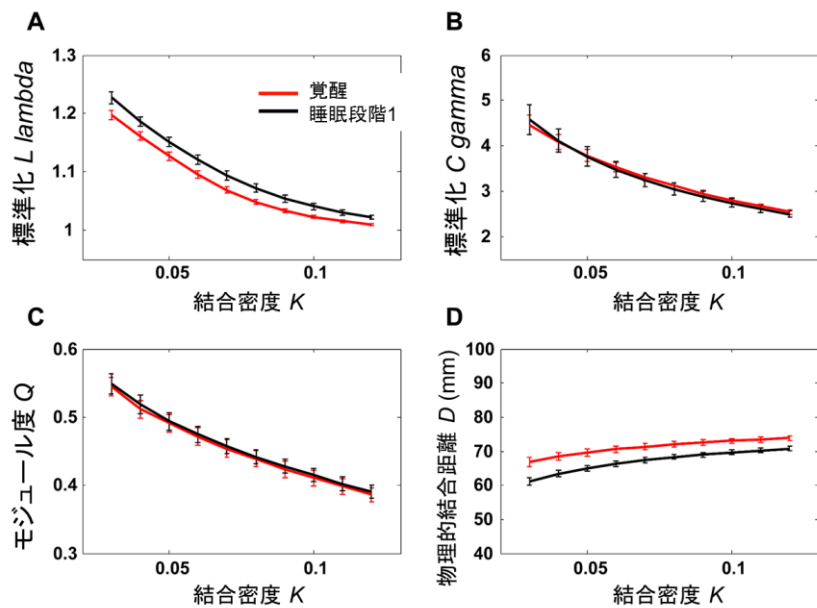 A
標準化 L lambda
1.3
1.2
1.1
1
0.05
0.1
結合密度 K
覚醒
睡眠段階1
B
標準化 C gamma
6
5
4
3
2
0.05
0.1
結合密度 K
C
モジュール度 Q
0.6
0.5
0.4
0.3
0.05
0.1
結合密度 K
D
物理的結合距離 D (mm)
100
90
80
70
60
50
40
0.05
0.1
結合密度 K